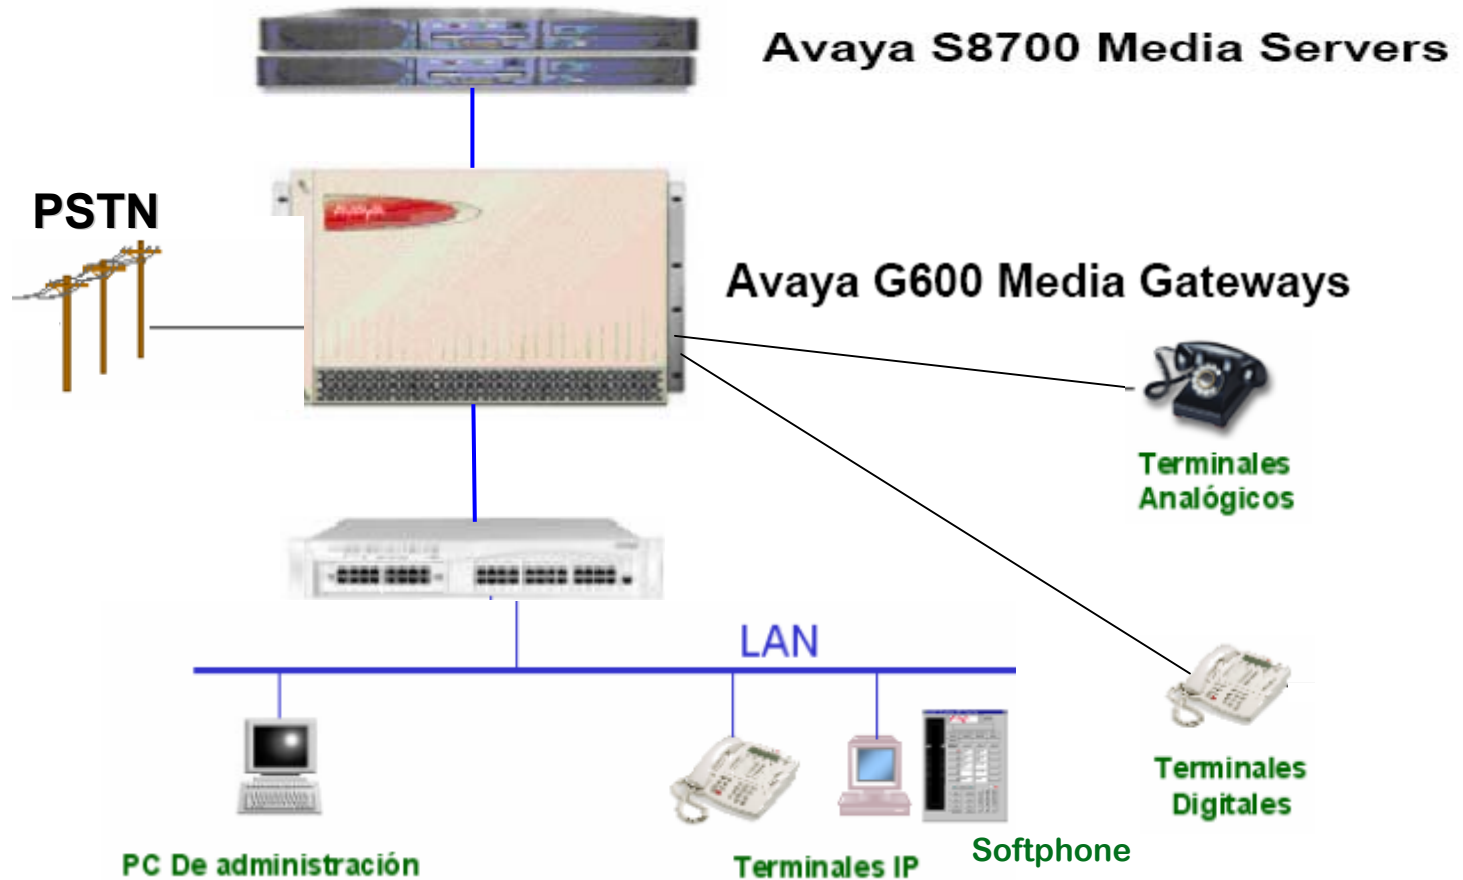 Avaya S8700 Media Servers
PSTN
AVAYA
Avaya G600 Media Gateways
Terminales
Analógicos
LAN
Terminales
Digitales
PC De administración
Terminales IP
Softphone